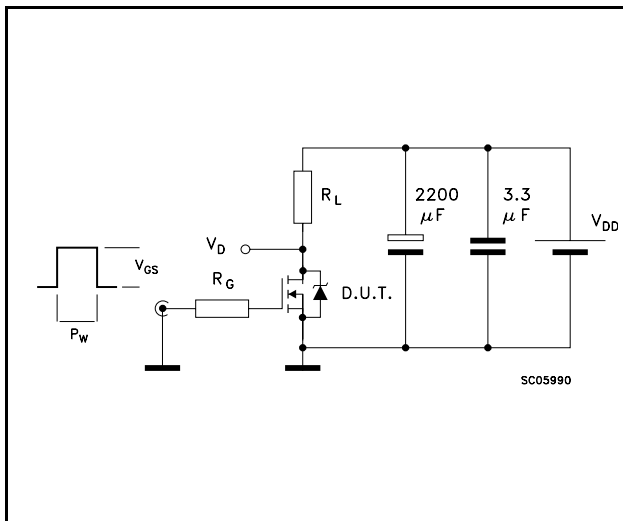 R_L
2200
μF
3.3
μF
V_DD
V_D
V_GS
R_G
D.U.T.
P_W
SC05990